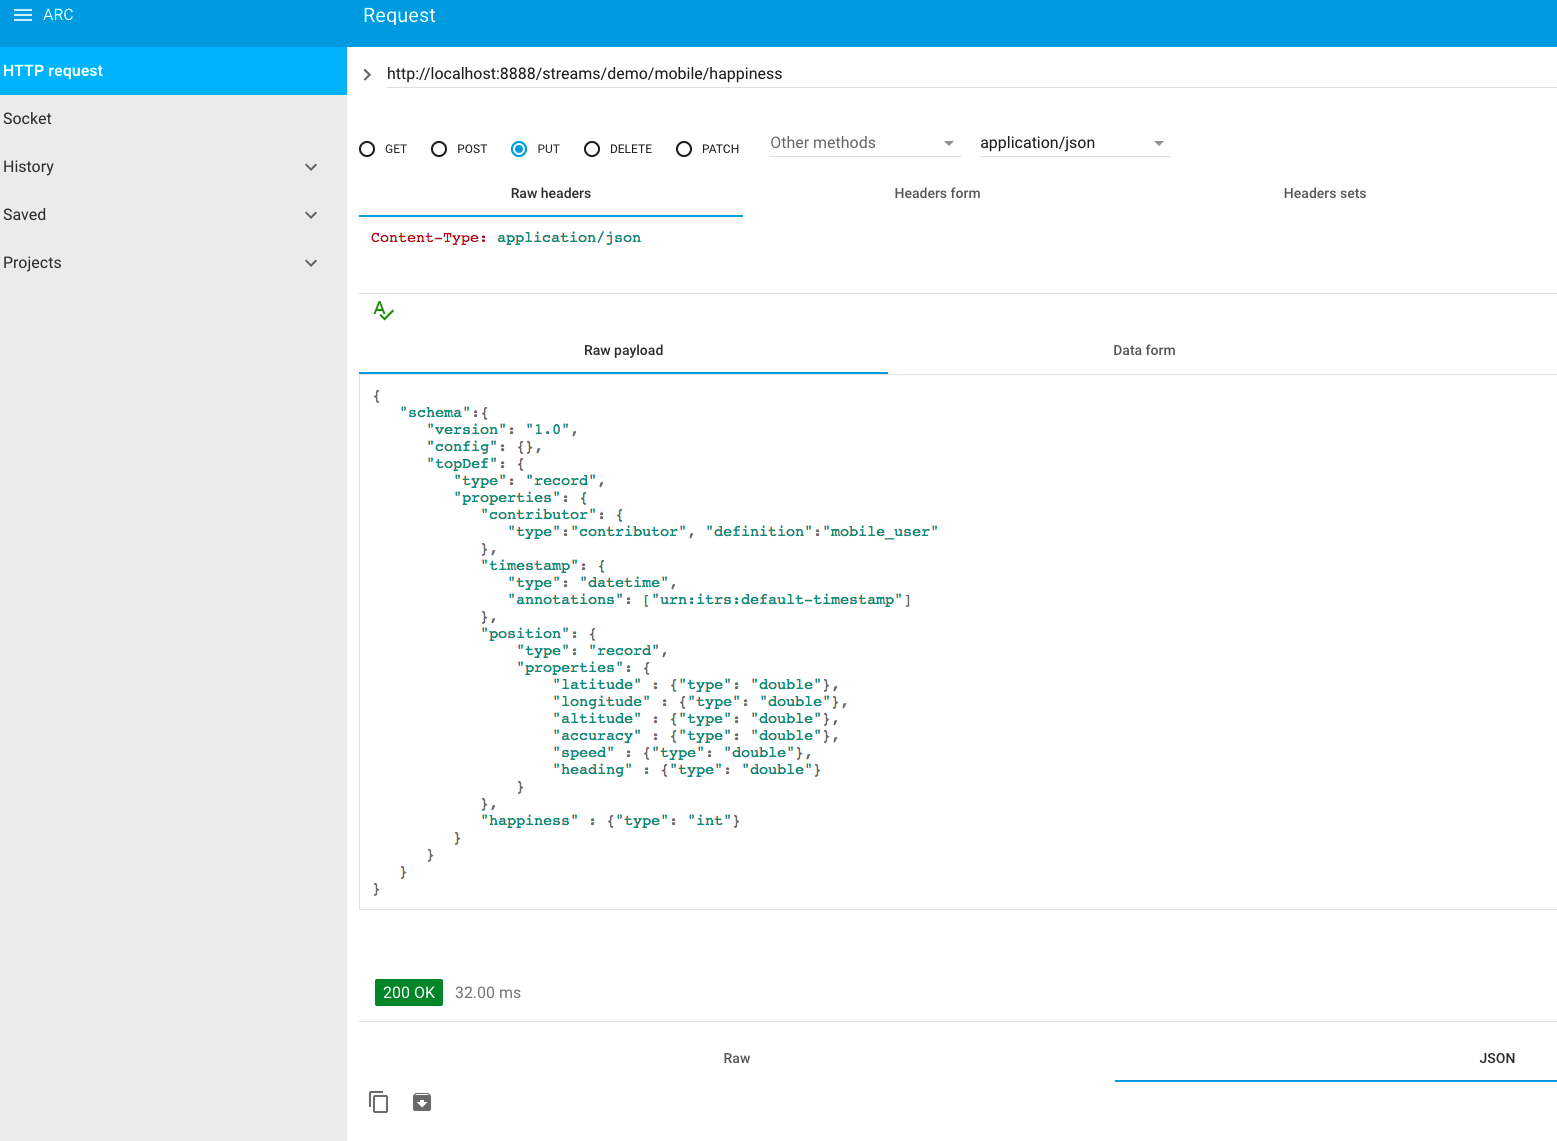 ARC
Request
HTTP request
http://localhost:8888/streams/demo/mobile/happiness
Socket
History
Saved
Projects
GET POST PUT DELETE PATCH Other methods application/json
Raw headers Headers form Headers sets
Content-Type: application/json
Raw payload Data form
{
   "schema":{
      "version": "1.0",
      "config": {},
      "topDef": {
         "type": "record",
         "properties": {
            "contributor": {
               "type":"contributor", "definition":"mobile_user"
            },
            "timestamp": {
               "type": "datetime",
               "annotations": ["urn:itrs:default-timestamp"]
            },
            "position": {
                "type": "record",
                "properties": {
                    "latitude" : {"type": "double"},
                    "longitude" : {"type": "double"},
                    "altitude" : {"type": "double"},
                    "accuracy" : {"type": "double"},
                    "speed" : {"type": "double"},
                    "heading" : {"type": "double"}
                }
            },
            "happiness" : {"type": "int"}
         }
      }
   }
}
200 OK 32.00 ms
Raw JSON